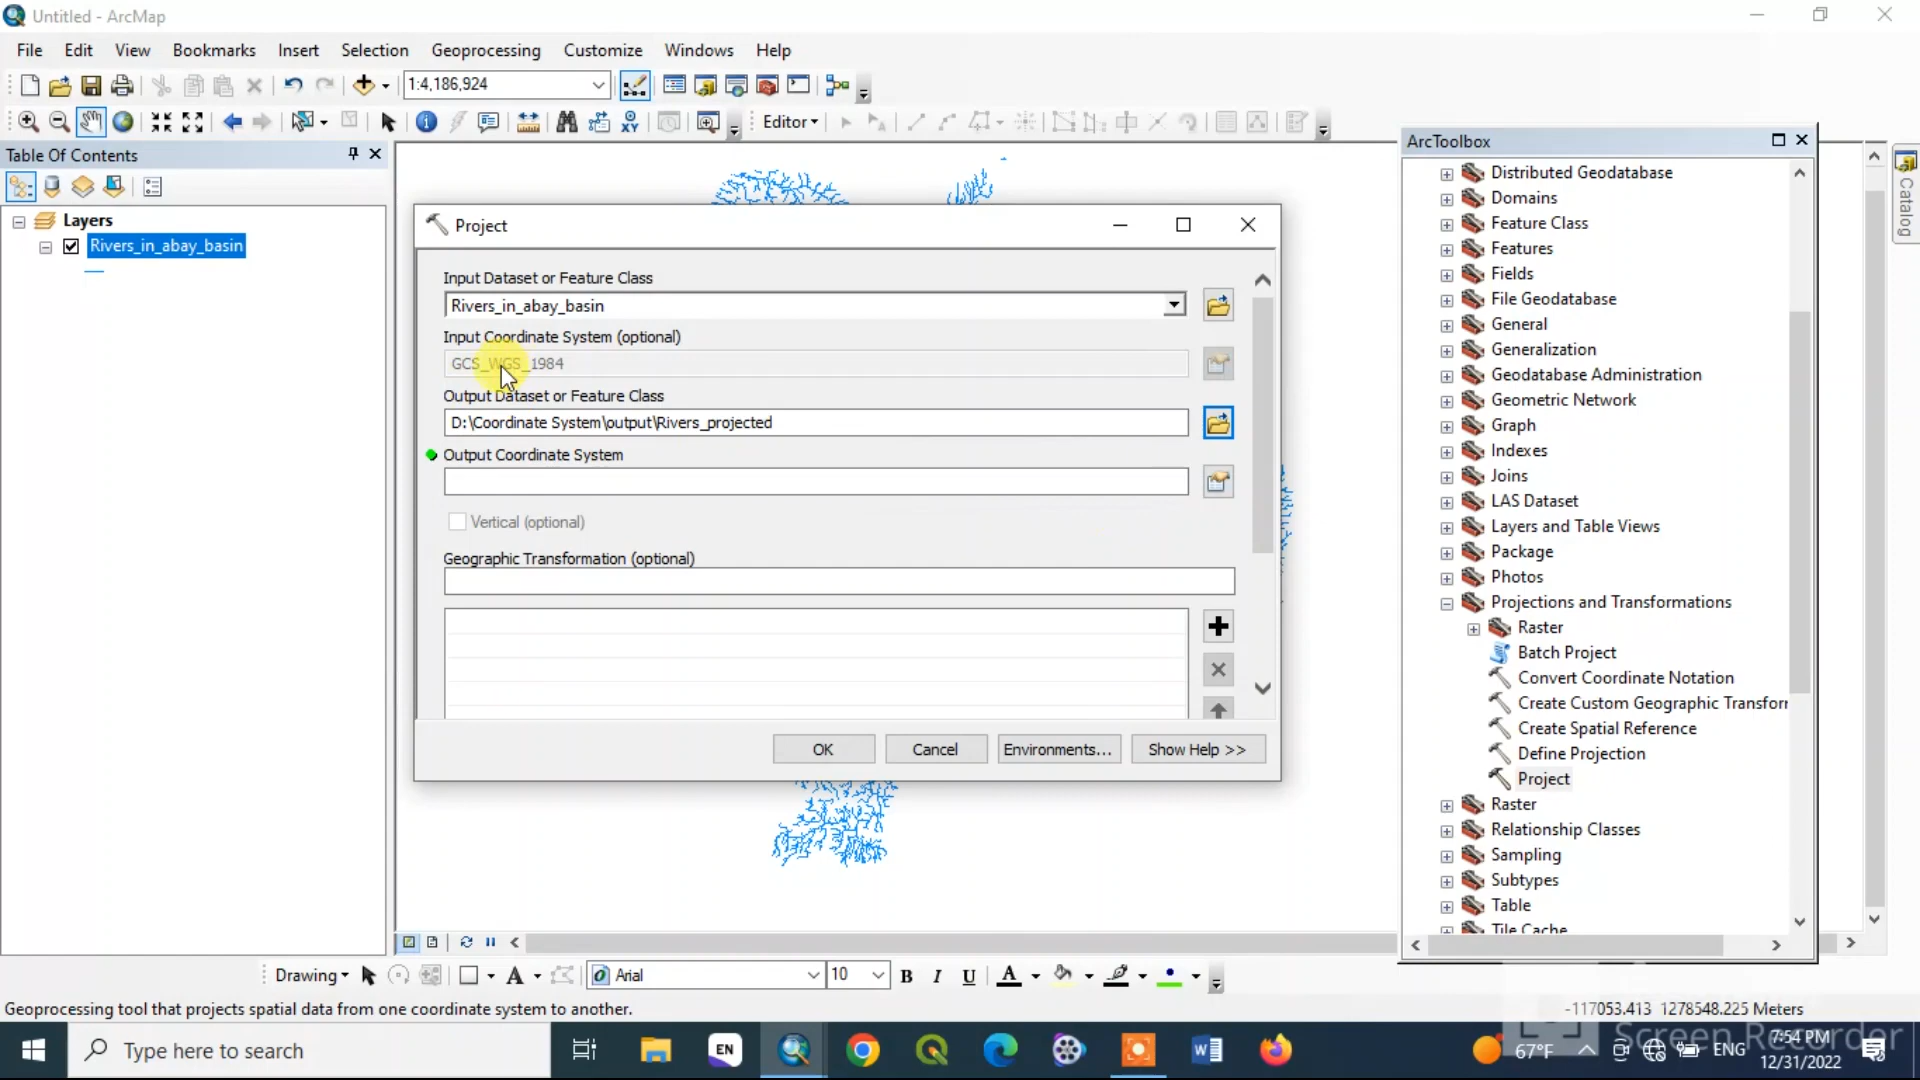 Untitled - ArcMap
File Edit View Bookmarks Insert Selection Geoprocessing Customize Windows Help
1:4,186,924
Editor
Table Of Contents
Layers
Rivers_in_abay_basin
Project
Input Dataset or Feature Class
Rivers_in_abay_basin
Input Coordinate System (optional)
GCS_WGS_1984
Output Dataset or Feature Class
D:\Coordinate System\output\Rivers_projected
Output Coordinate System
Vertical (optional)
Geographic Transformation (optional)
OK Cancel Environments... Show Help >>
ArcToolbox
Distributed Geodatabase
Domains
Feature Class
Features
Fields
File Geodatabase
General
Generalization
Geodatabase Administration
Geometric Network
Graph
Indexes
Joins
LAS Dataset
Layers and Table Views
Package
Photos
Projections and Transformations
Raster
Batch Project
Convert Coordinate Notation
Create Custom Geographic Transfor
Create Spatial Reference
Define Projection
Project
Raster
Relationship Classes
Sampling
Subtypes
Table
Tile Cache
Catalog
Drawing Arial 10 B I U A
Geoprocessing tool that projects spatial data from one coordinate system to another.
-117053.413 1278548.225 Meters
Screen Recorder
Type here to search
EN
67°F
ENG
7:54 PM
12/31/2022